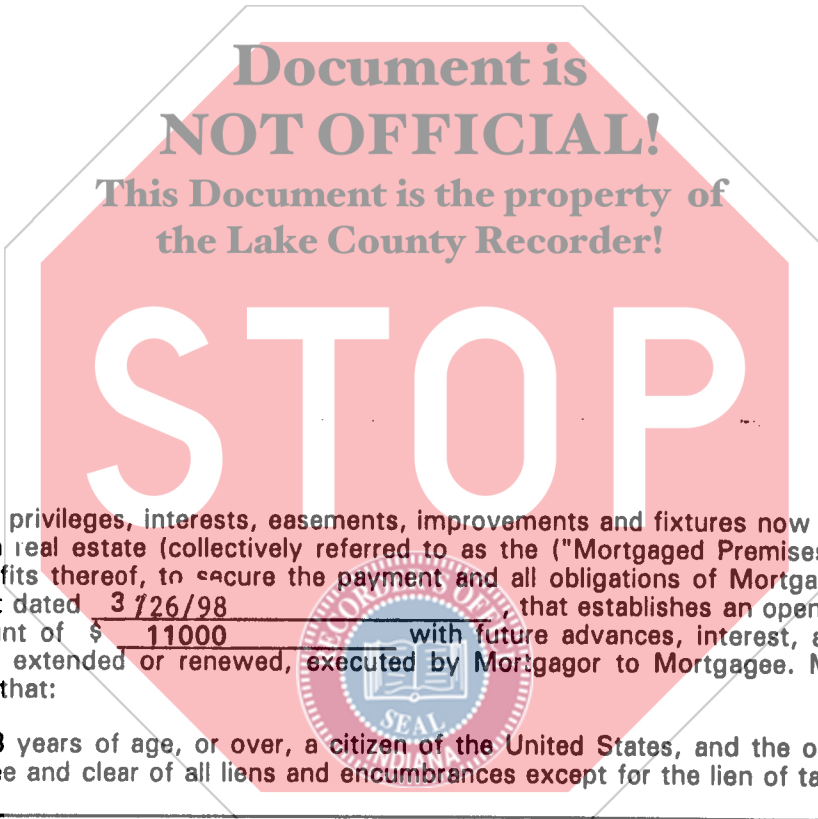 Document is
NOT OFFICIAL!
This Document is the property of
the Lake County Recorder!
STOP
privileges, interests, easements, improvements and fixtures now
real estate (collectively referred to as the ("Mortgaged Premises
fits thereof, to secure the payment and all obligations of Mortga
dated 3/26/98, that establishes an open
nt of $ 11000 with future advances, interest, a
extended or renewed, executed by Mortgagor to Mortgagee. M
that:
8 years of age, or over, a citizen of the United States, and the o
e and clear of all liens and encumbrances except for the lien of ta
RECORDER'S OFFICE
SEAL
INDIANA